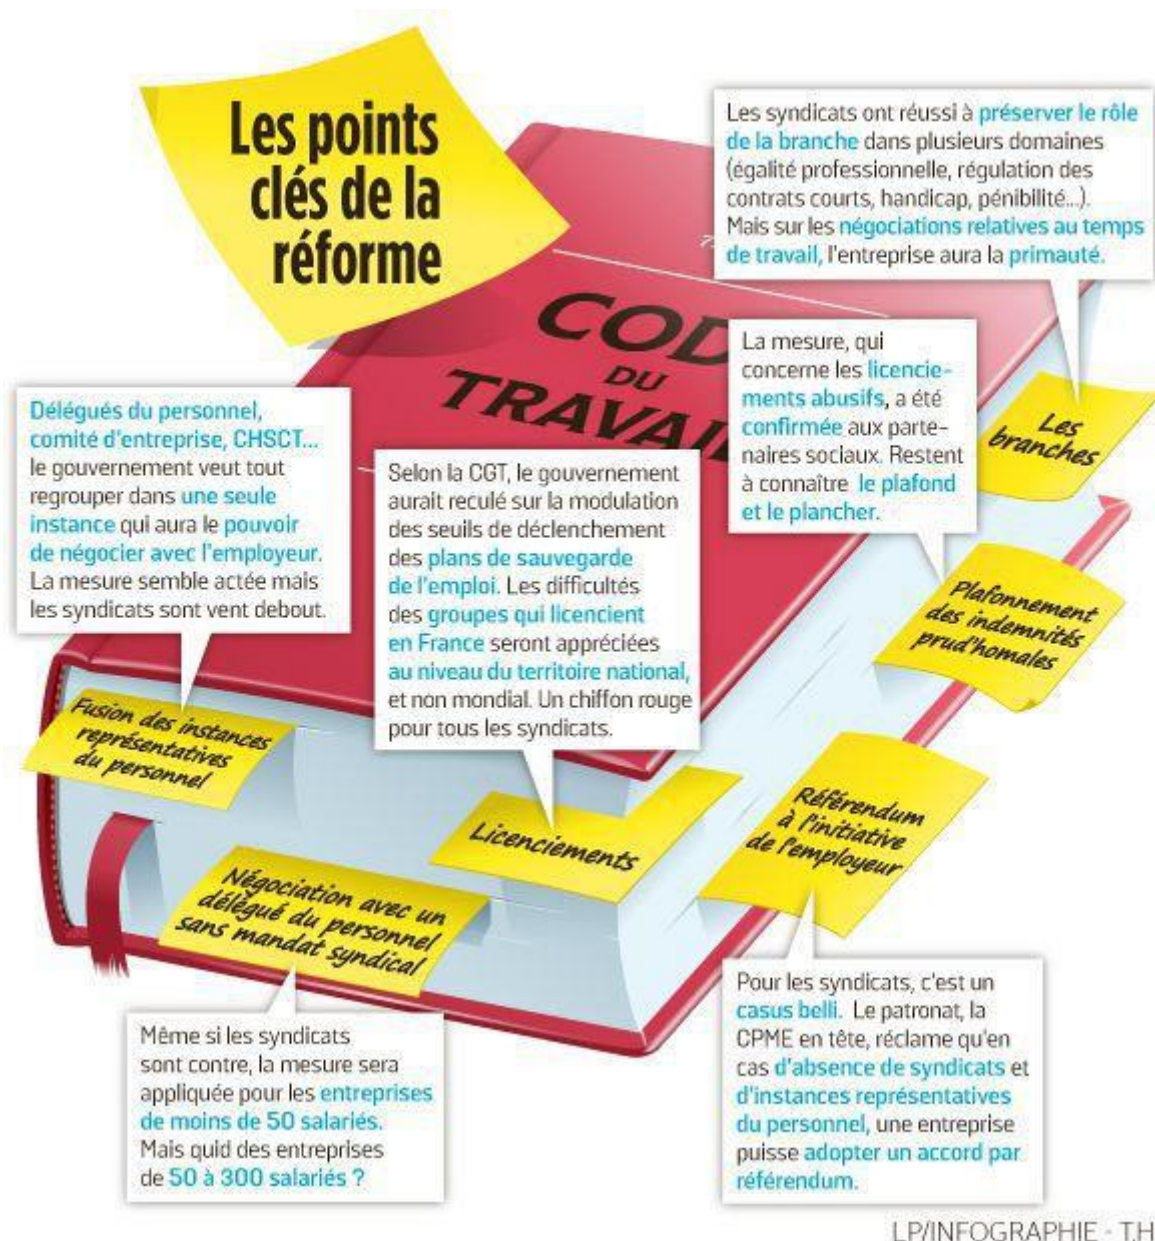 Les points
clés de la
réforme
Les syndicats ont réussi à préserver le rôle
de la branche dans plusieurs domaines
(égalité professionnelle, régulation des
contrats courts, handicap, pénibilité...).
Mais sur les négociations relatives au temps
de travail, l'entreprise aura la primauté.
COD
DU
TRAVAIL
La mesure, qui
concerne les licencie-
ments abusifs, a été
confirmée aux parte-
naires sociaux. Restent
à connaître le plafond
et le plancher.
Les
branches
Délégués du personnel,
comité d'entreprise, CHSCT...
le gouvernement veut tout
regrouper dans une seule
instance qui aura le pouvoir
de négocier avec l'employeur.
La mesure semble actée mais
les syndicats sont vent debout.
Selon la CGT, le gouvernement
aurait reculé sur la modulation
des seuils de déclenchement
des plans de sauvegarde
de l'emploi. Les difficultés
des groupes qui licencient
en France seront appréciées
au niveau du territoire national,
et non mondial. Un chiffon rouge
pour tous les syndicats.
Plafonnement
des indemnités
prud'homales
Fusion des instances
représentatives
du personnel
Licenciements
Référendum
à l'initiative
de l'employeur
Négociation avec un
délégué du personnel
sans mandat syndical
Même si les syndicats
sont contre, la mesure sera
appliquée pour les entreprises
de moins de 50 salariés.
Mais quid des entreprises
de 50 à 300 salariés ?
Pour les syndicats, c'est un
casus belli. Le patronat, la
CPME en tête, réclame qu'en
cas d'absence de syndicats et
d'instances représentatives
du personnel, une entreprise
puisse adopter un accord par
référendum.
LP/INFOGRAPHIE - T.H